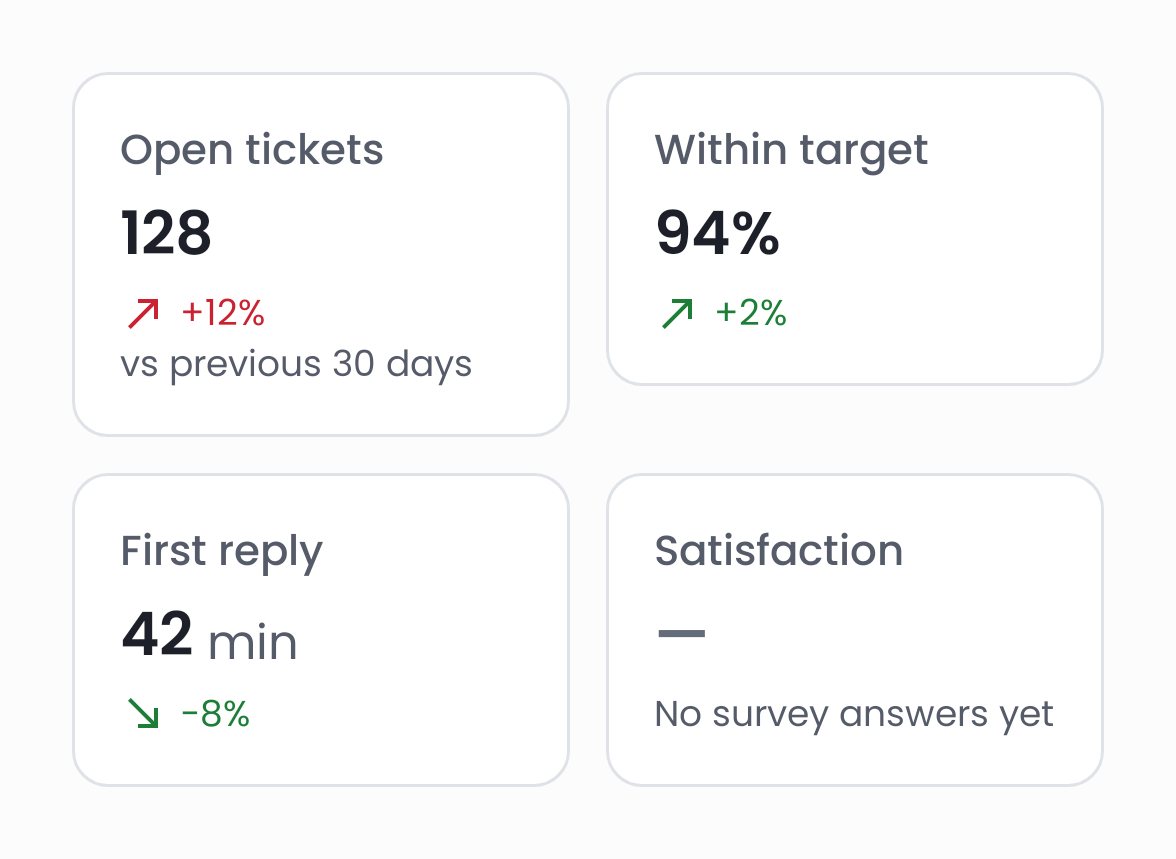 Open tickets
128
+12%
vs previous 30 days
Within target
94%
+2%
First reply
42 min
-8%
Satisfaction
—
No survey answers yet